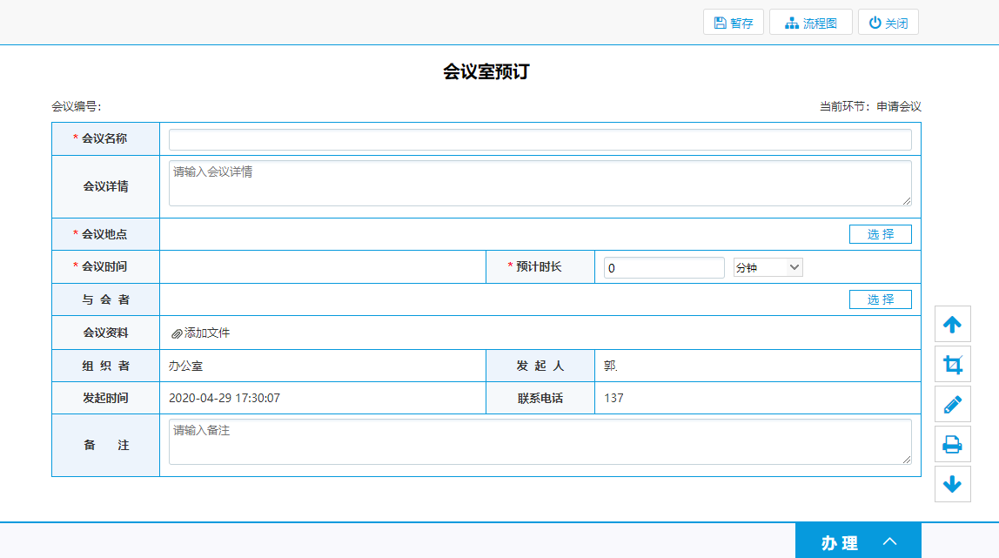 暂存 流程图 关闭
会议室预订
会议编号： 当前环节：申请会议
* 会议名称
会议详情 请输入会议详情
* 会议地点 选 择
* 会议时间 * 预计时长 0 分钟
与 会 者 选 择
会议资料 添加文件
组 织 者 办公室 发 起 人 郭
发起时间 2020-04-29 17:30:07 联系电话 137
备 注 请输入备注
办 理